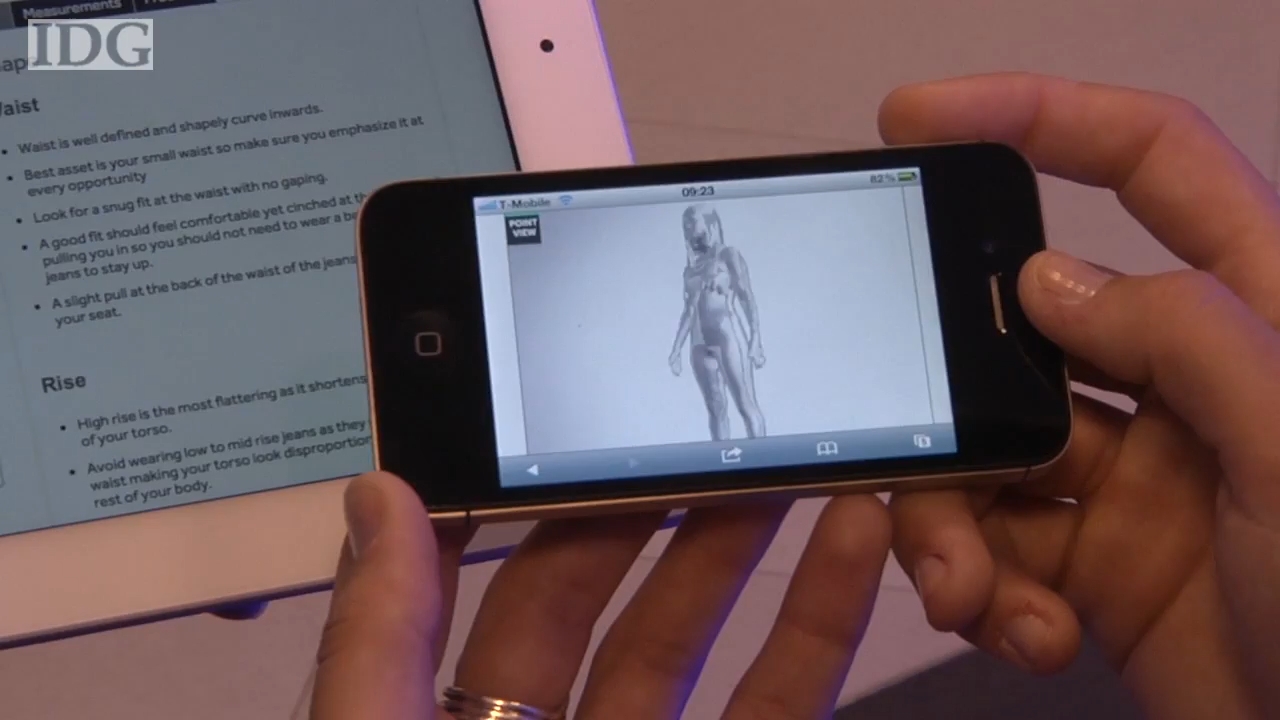 Measurements
IDG
Waist
• Waist is well defined and shapely curve inwards.
• Best asset is your small waist so make sure you emphasize it at
every opportunity
• Look for a snug fit at the waist with no gaping.
• A good fit should feel comfortable yet cinched at
pulling you in so you should not need to wear a
jeans to stay up.
• A slight pull at the back of the waist of the jeans
your seat.
Rise
• High rise is the most flattering as it shortens
of your torso.
• Avoid wearing low to mid rise jeans as they
waist making your torso look disproportion
rest of your body.
T-Mobile 09:23 82%
POINT
VIEW